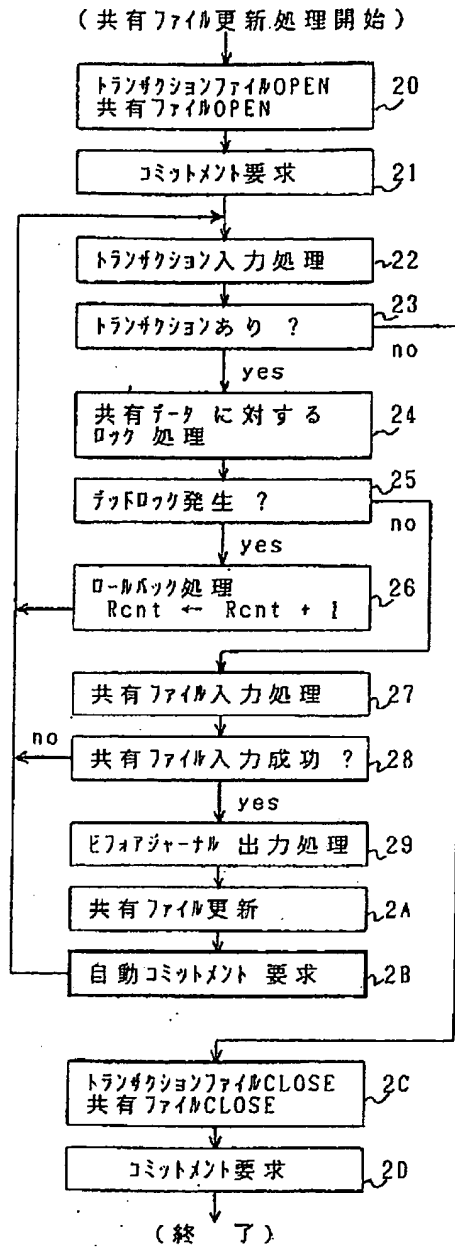 (共有ファイル更新処理開始)
トランザクションファイルOPEN
共有ファイルOPEN
20
コミットメント要求
21
トランザクション入力処理
22
トランザクションあり ?
23
no
yes
共有データ に対する
ロック 処理
24
デッドロック発生 ?
25
no
yes
ロールバック処理
Rcnt ← Rcnt + 1
26
共有ファイル入力処理
27
no
共有ファイル入力成功 ?
28
yes
ビフォアジャーナル 出力処理
29
共有ファイル更新
2A
自動コミットメント 要求
2B
トランザクションファイルCLOSE
共有ファイルCLOSE
2C
コミットメント要求
2D
(終 了)